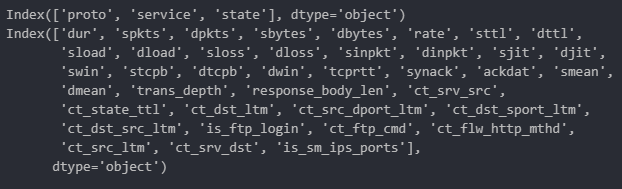 Index(['proto', 'service', 'state'], dtype='object')
Index(['dur', 'spkts', 'dpkts', 'sbytes', 'dbytes', 'rate', 'sttl', 'dttl',
       'sload', 'dload', 'sloss', 'dloss', 'sinpkt', 'dinpkt', 'sjit', 'djit',
       'swin', 'stcpb', 'dtcpb', 'dwin', 'tcprtt', 'synack', 'ackdat', 'smean',
       'dmean', 'trans_depth', 'response_body_len', 'ct_srv_src',
       'ct_state_ttl', 'ct_dst_ltm', 'ct_src_dport_ltm', 'ct_dst_sport_ltm',
       'ct_dst_src_ltm', 'is_ftp_login', 'ct_ftp_cmd', 'ct_flw_http_mthd',
       'ct_src_ltm', 'ct_srv_dst', 'is_sm_ips_ports'],
      dtype='object')